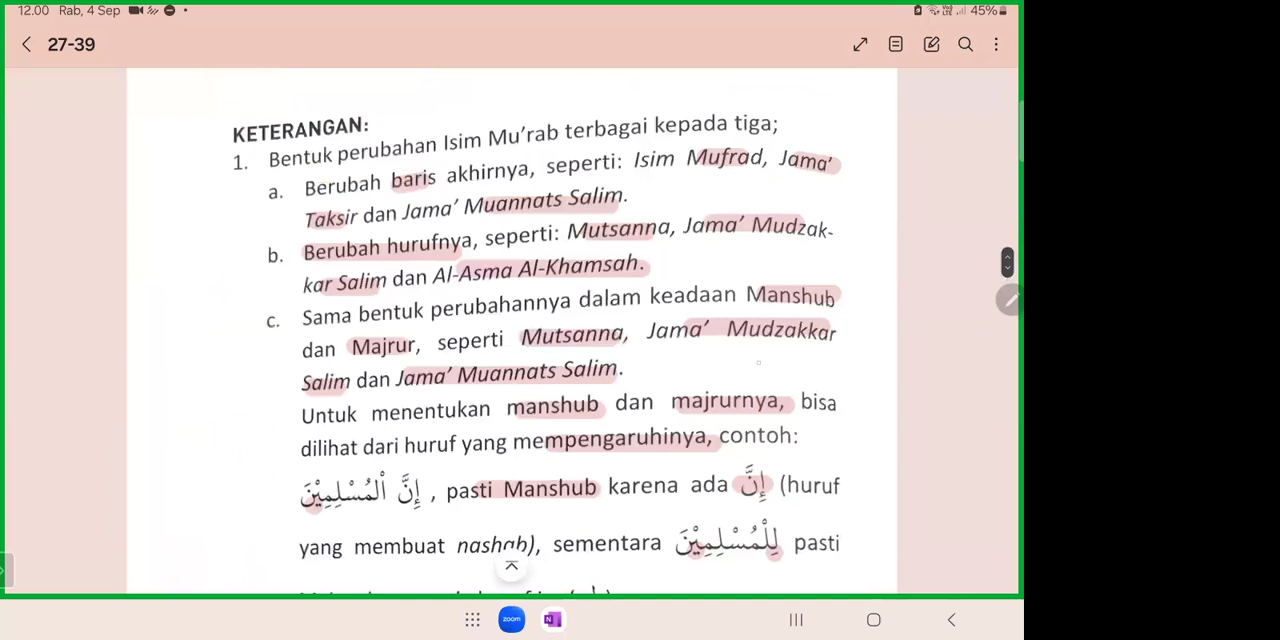 12.00 Rab, 4 Sep
45%
27-39
KETERANGAN:
1. Bentuk perubahan Isim Mu'rab terbagai kepada tiga;
a. Berubah baris akhirnya, seperti: Isim Mufrad, Jama'
Taksir dan Jama' Muannats Salim.
b. Berubah hurufnya, seperti: Mutsanna, Jama' Mudzak-
kar Salim dan Al-Asma Al-Khamsah.
c. Sama bentuk perubahannya dalam keadaan Manshub
dan Majrur, seperti Mutsanna, Jama' Mudzakkar
Salim dan Jama' Muannats Salim.
Untuk menentukan manshub dan majrurnya, bisa
dilihat dari huruf yang mempengaruhinya, contoh:
إِنَّ اْلمُسْلِمِيْنَ , pasti Manshub karena ada إِنَّ (huruf
yang membuat nashab), sementara لِلْمُسْلِمِيْنَ pasti
zoom
N